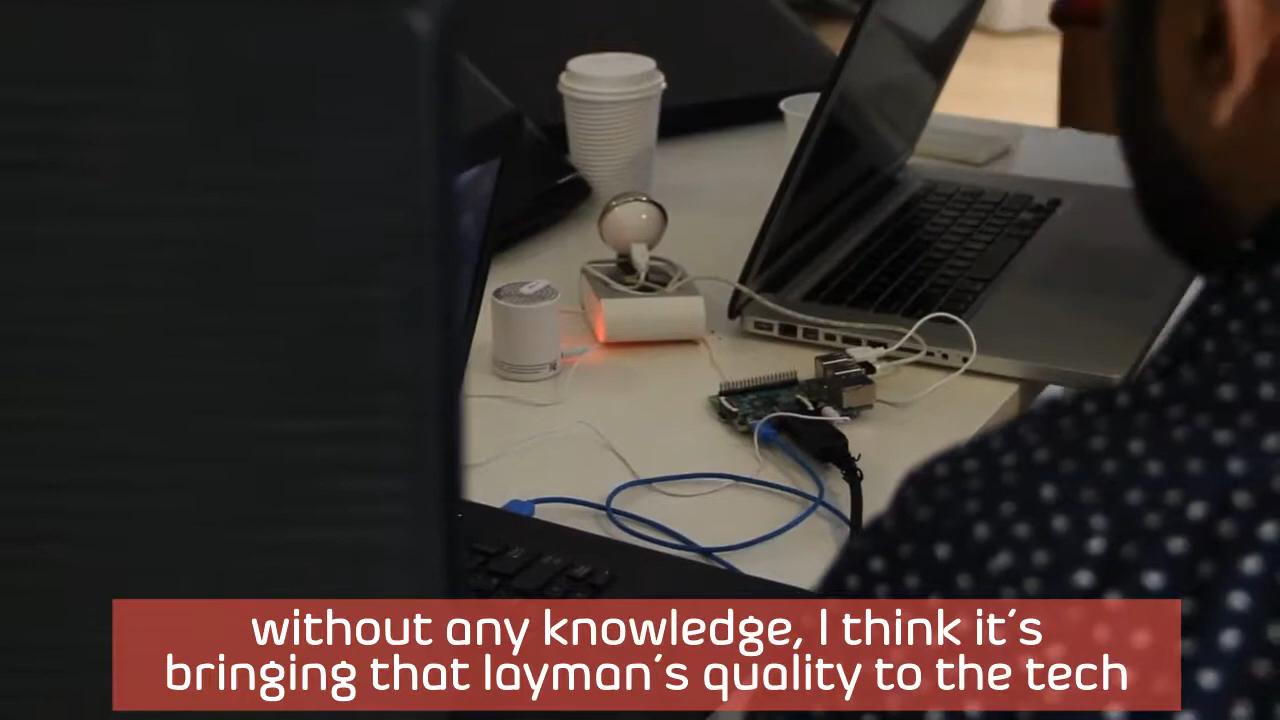 without any knowledge, I think it's
bringing that layman's quality to the tech